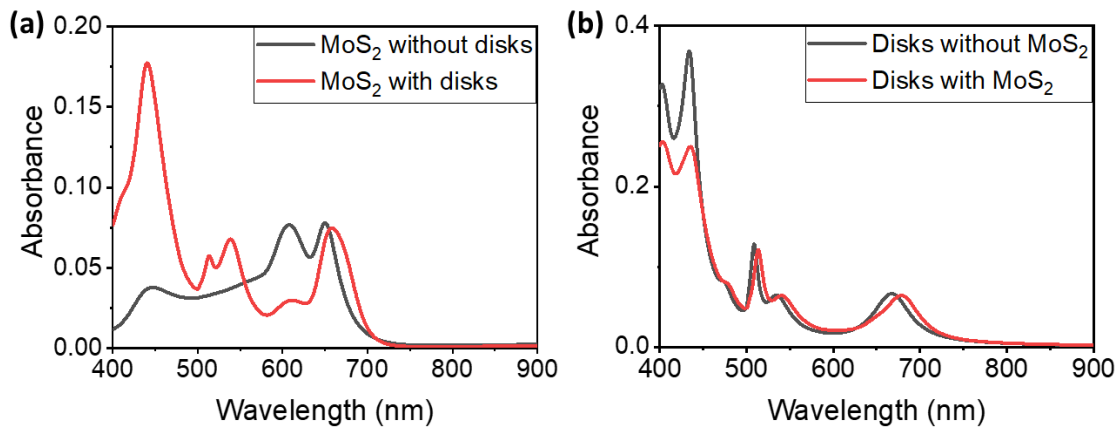 (a)
MoS2 without disks
MoS2 with disks
0.20
0.15
0.10
0.05
0.00
Absorbance
400 500 600 700 800 900
Wavelength (nm)
(b)
Disks without MoS2
Disks with MoS2
0.4
0.2
0.0
Absorbance
400 500 600 700 800 900
Wavelength (nm)